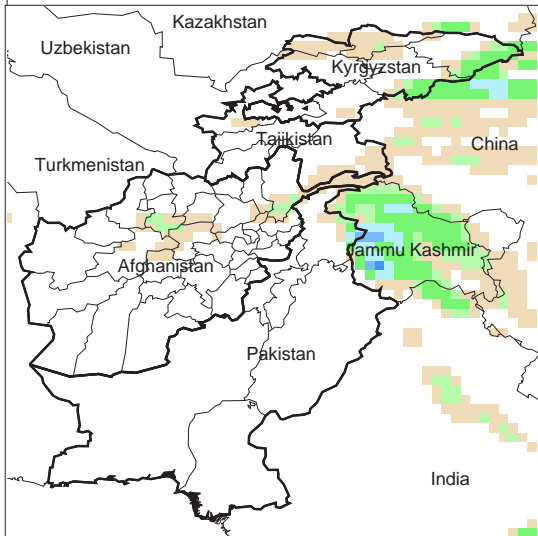 Kazakhstan
Uzbekistan
Kyrgyzstan
Tajikistan
China
Turkmenistan
Jammu Kashmir
Afghanistan
Pakistan
India